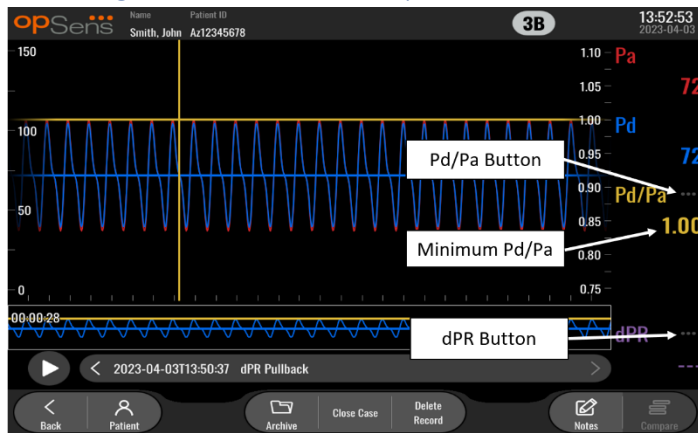 opSens
Name
Patient ID
Smith, John
Az12345678
3B
13:52:53
2023-04-03
150
100
50
0
1.10
1.05
1.00
0.95
0.90
0.85
0.80
0.75
Pa
72
Pd
72
Pd/Pa
---
1.00
dPR
---
---
Pd/Pa Button
Minimum Pd/Pa
dPR Button
00:00:28
2023-04-03T13:50:37 dPR Pullback
Back
Patient
Archive
Close Case
Delete
Record
Notes
Compare